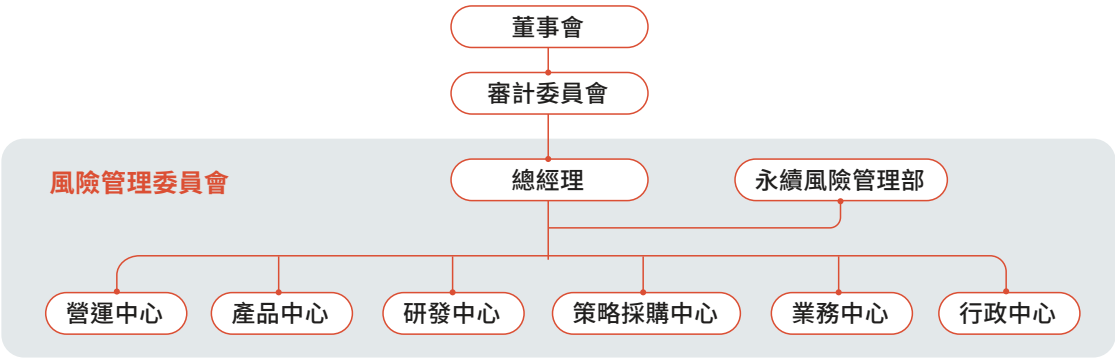 董事會
審計委員會
風險管理委員會
總經理
永續風險管理部
營運中心
產品中心
研發中心
策略採購中心
業務中心
行政中心